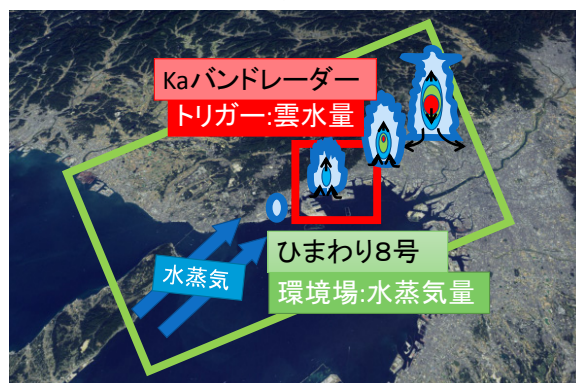 Kaバンドレーダー
トリガー:雲水量
ひまわり８号
水蒸気
環境場:水蒸気量